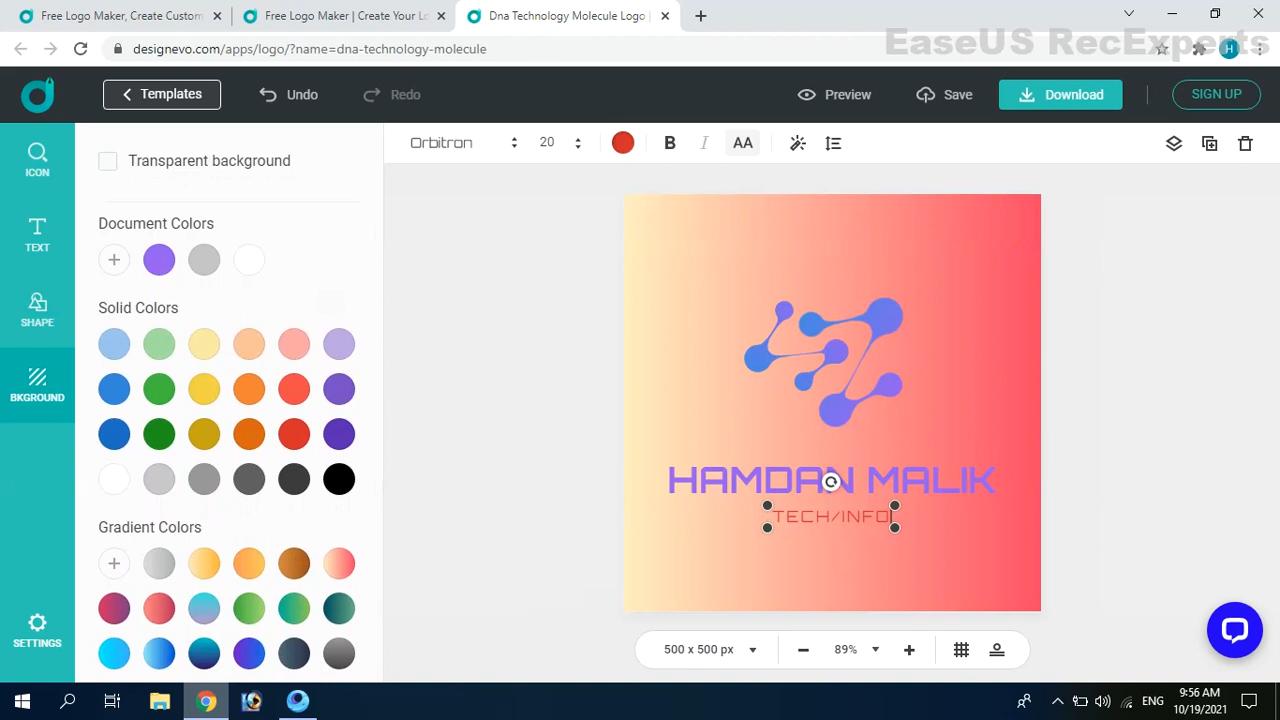 Free Logo Maker, Create Custom
Free Logo Maker | Create Your Lo
Dna Technology Molecule Logo |
designevo.com/apps/logo/?name=dna-technology-molecule
EaseUS RecExperts
H
Templates
Undo
Redo
Preview
Save
Download
SIGN UP
ICON
TEXT
SHAPE
BKGROUND
SETTINGS
Transparent background
Document Colors
Solid Colors
Gradient Colors
Orbitron
20
B
I
AA
HAMDAN MALIK
TECH/INFO
500 x 500 px
89%
ENG
9:56 AM
10/19/2021